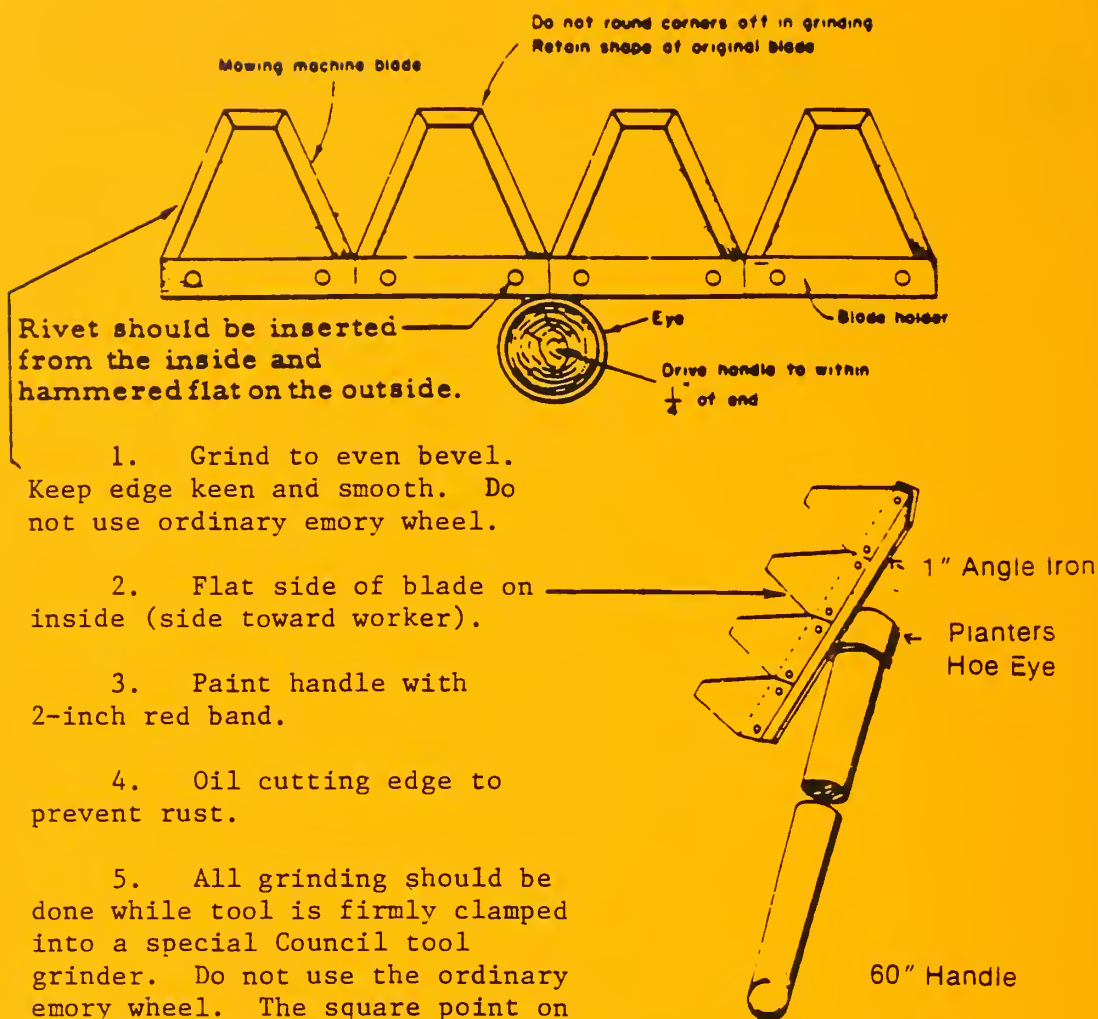 Do not round corners off in grinding
Retain shape of original blade
Mowing machine blade
Rivet should be inserted
from the inside and
hammered flat on the outside.
Eye
Blade holder
Drive handle to within
1/4" of end
1. Grind to even bevel.
Keep edge keen and smooth. Do
not use ordinary emory wheel.
2. Flat side of blade on
inside (side toward worker).
3. Paint handle with
2-inch red band.
4. Oil cutting edge to
prevent rust.
5. All grinding should be
done while tool is firmly clamped
into a special Council tool
grinder. Do not use the ordinary
emory wheel. The square point on
1" Angle Iron
Planters
Hoe Eye
60" Handle